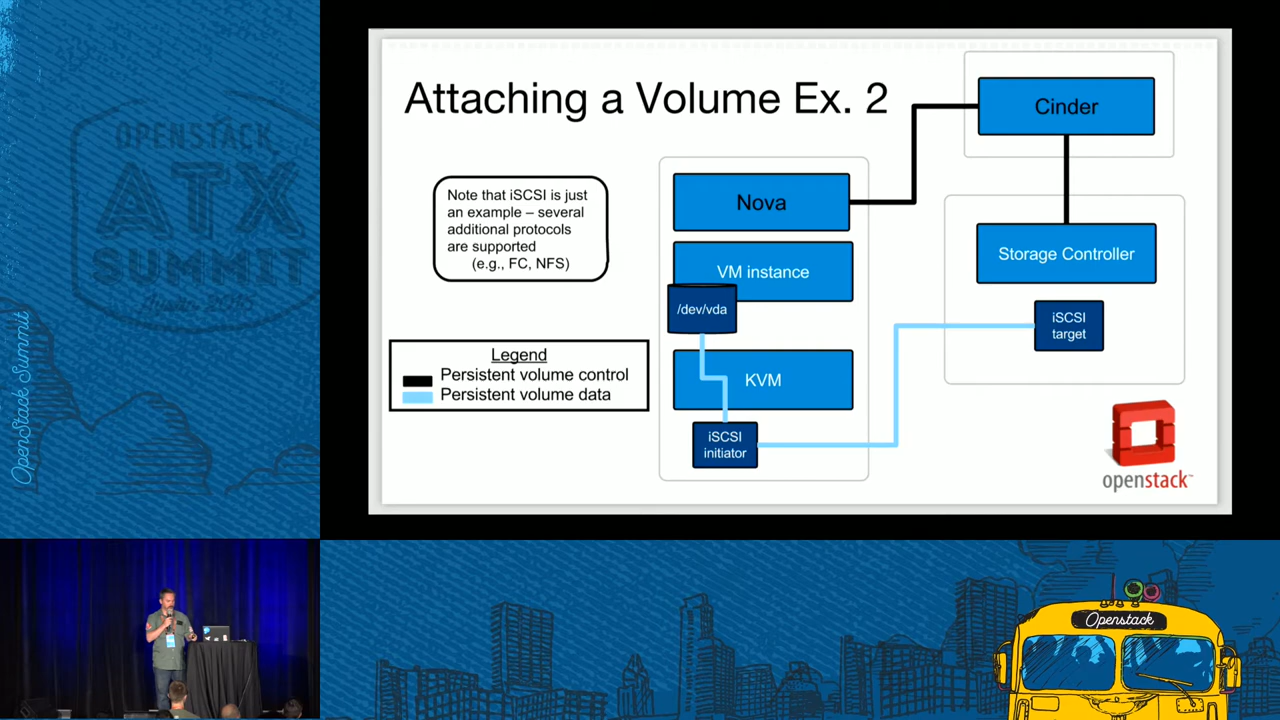 OPENSTACK
ATX
SUMMIT
OpenStack Summit
Attaching a Volume Ex. 2
Cinder
Note that iSCSI is just
an example – several
additional protocols
are supported
(e.g., FC, NFS)
Nova
VM instance
/dev/vda
Storage Controller
iSCSI
target
Legend
Persistent volume control
Persistent volume data
KVM
iSCSI
initiator
openstack
Openstack